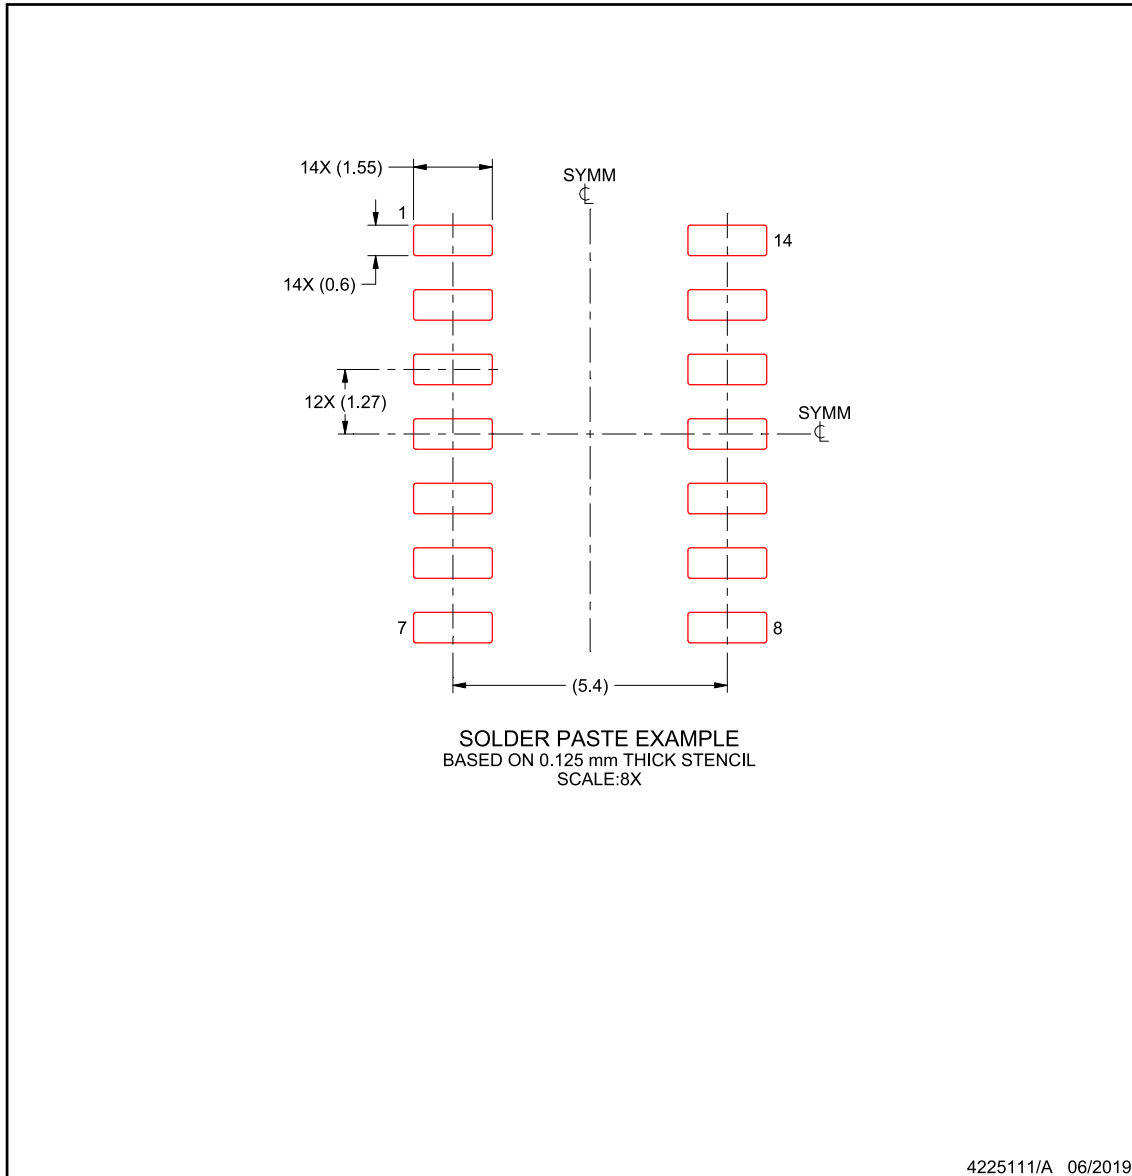 14X (1.55)
SYMM
1
14
14X (0.6)
12X (1.27)
SYMM
7
8
(5.4)
SOLDER PASTE EXAMPLE
BASED ON 0.125 mm THICK STENCIL
SCALE:8X
4225111/A 06/2019